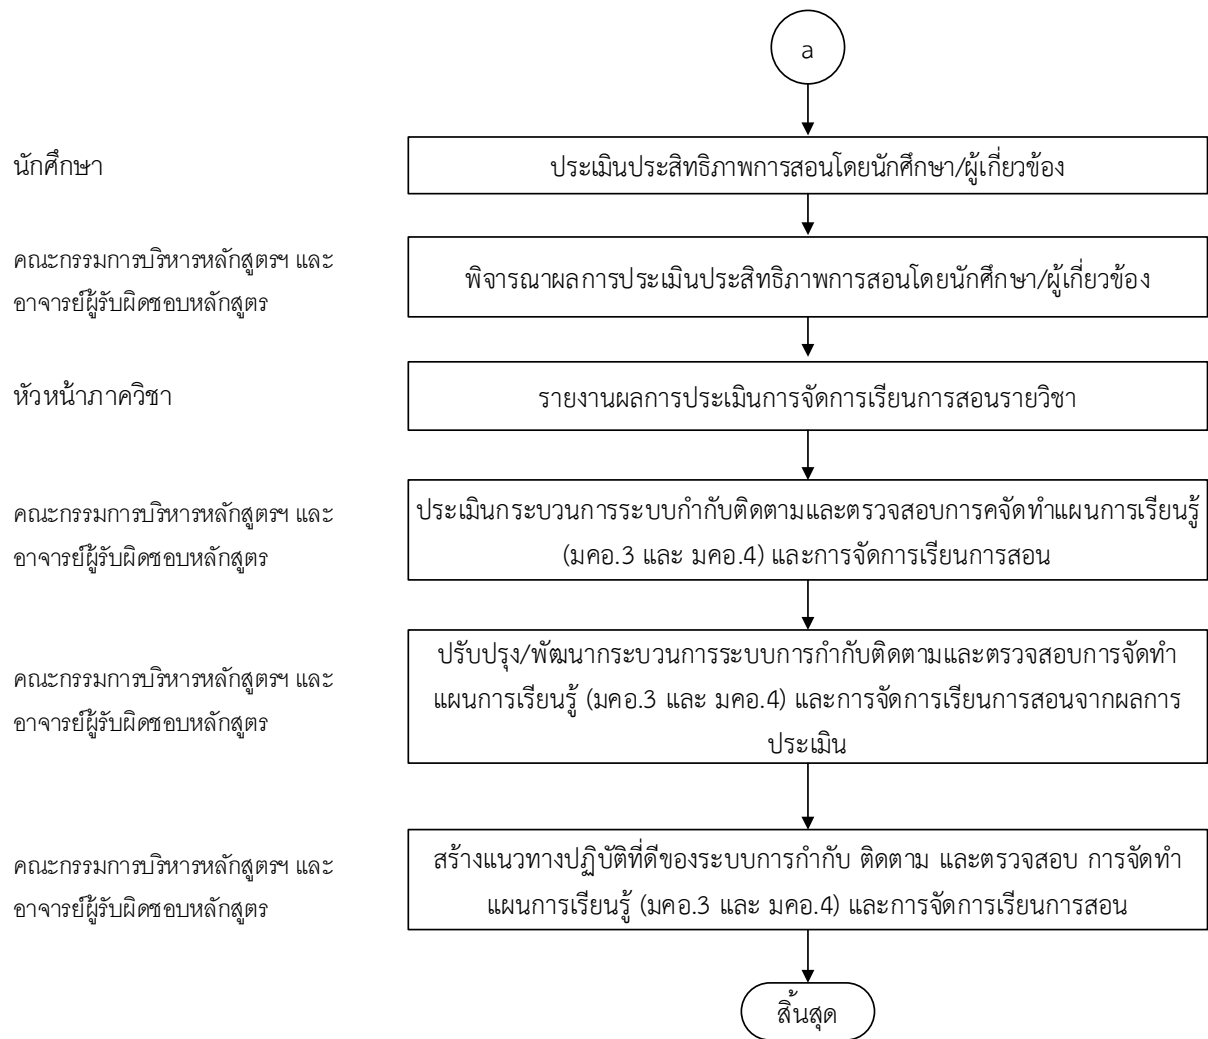 a
นักศึกษา
ประเมินประสิทธิภาพการสอนโดยนักศึกษา/ผู้เกี่ยวข้อง
คณะกรรมการบริหารหลักสูตรฯ และ
อาจารย์ผู้รับผิดชอบหลักสูตร
พิจารณาผลการประเมินประสิทธิภาพการสอนโดยนักศึกษา/ผู้เกี่ยวข้อง
หัวหน้าภาควิชา
รายงานผลการประเมินการจัดการเรียนการสอนรายวิชา
คณะกรรมการบริหารหลักสูตรฯ และ
อาจารย์ผู้รับผิดชอบหลักสูตร
ประเมินกระบวนการระบบกำกับติดตามและตรวจสอบการคจัดทำแผนการเรียนรู้
(มคอ.3 และ มคอ.4) และการจัดการเรียนการสอน
คณะกรรมการบริหารหลักสูตรฯ และ
อาจารย์ผู้รับผิดชอบหลักสูตร
ปรับปรุง/พัฒนากระบวนการระบบการกำกับติดตามและตรวจสอบการจัดทำ
แผนการเรียนรู้ (มคอ.3 และ มคอ.4) และการจัดการเรียนการสอนจากผลการ
ประเมิน
คณะกรรมการบริหารหลักสูตรฯ และ
อาจารย์ผู้รับผิดชอบหลักสูตร
สร้างแนวทางปฏิบัติที่ดีของระบบการกำกับ ติดตาม และตรวจสอบ การจัดทำ
แผนการเรียนรู้ (มคอ.3 และ มคอ.4) และการจัดการเรียนการสอน
สิ้นสุด